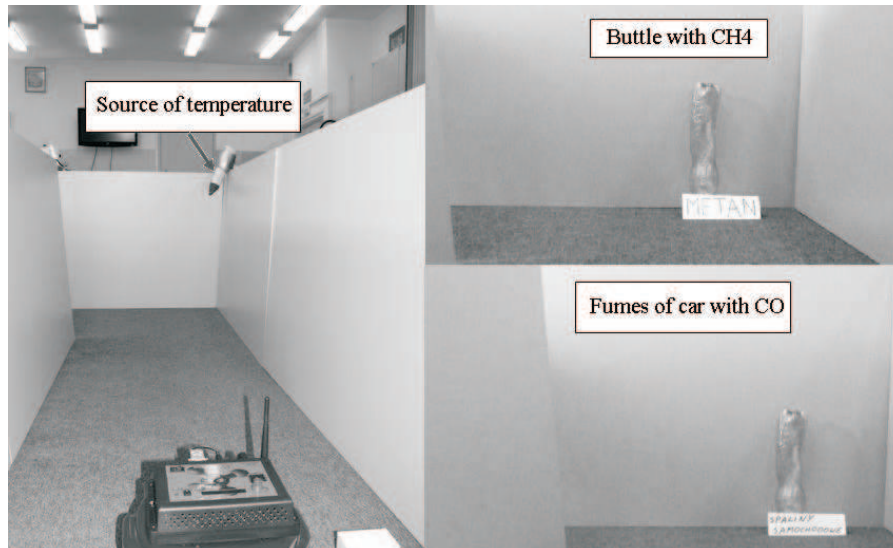 Source of temperature
Buttle with CH4
METAN
Fumes of car with CO
SPALINY
SAMOCHODOWE